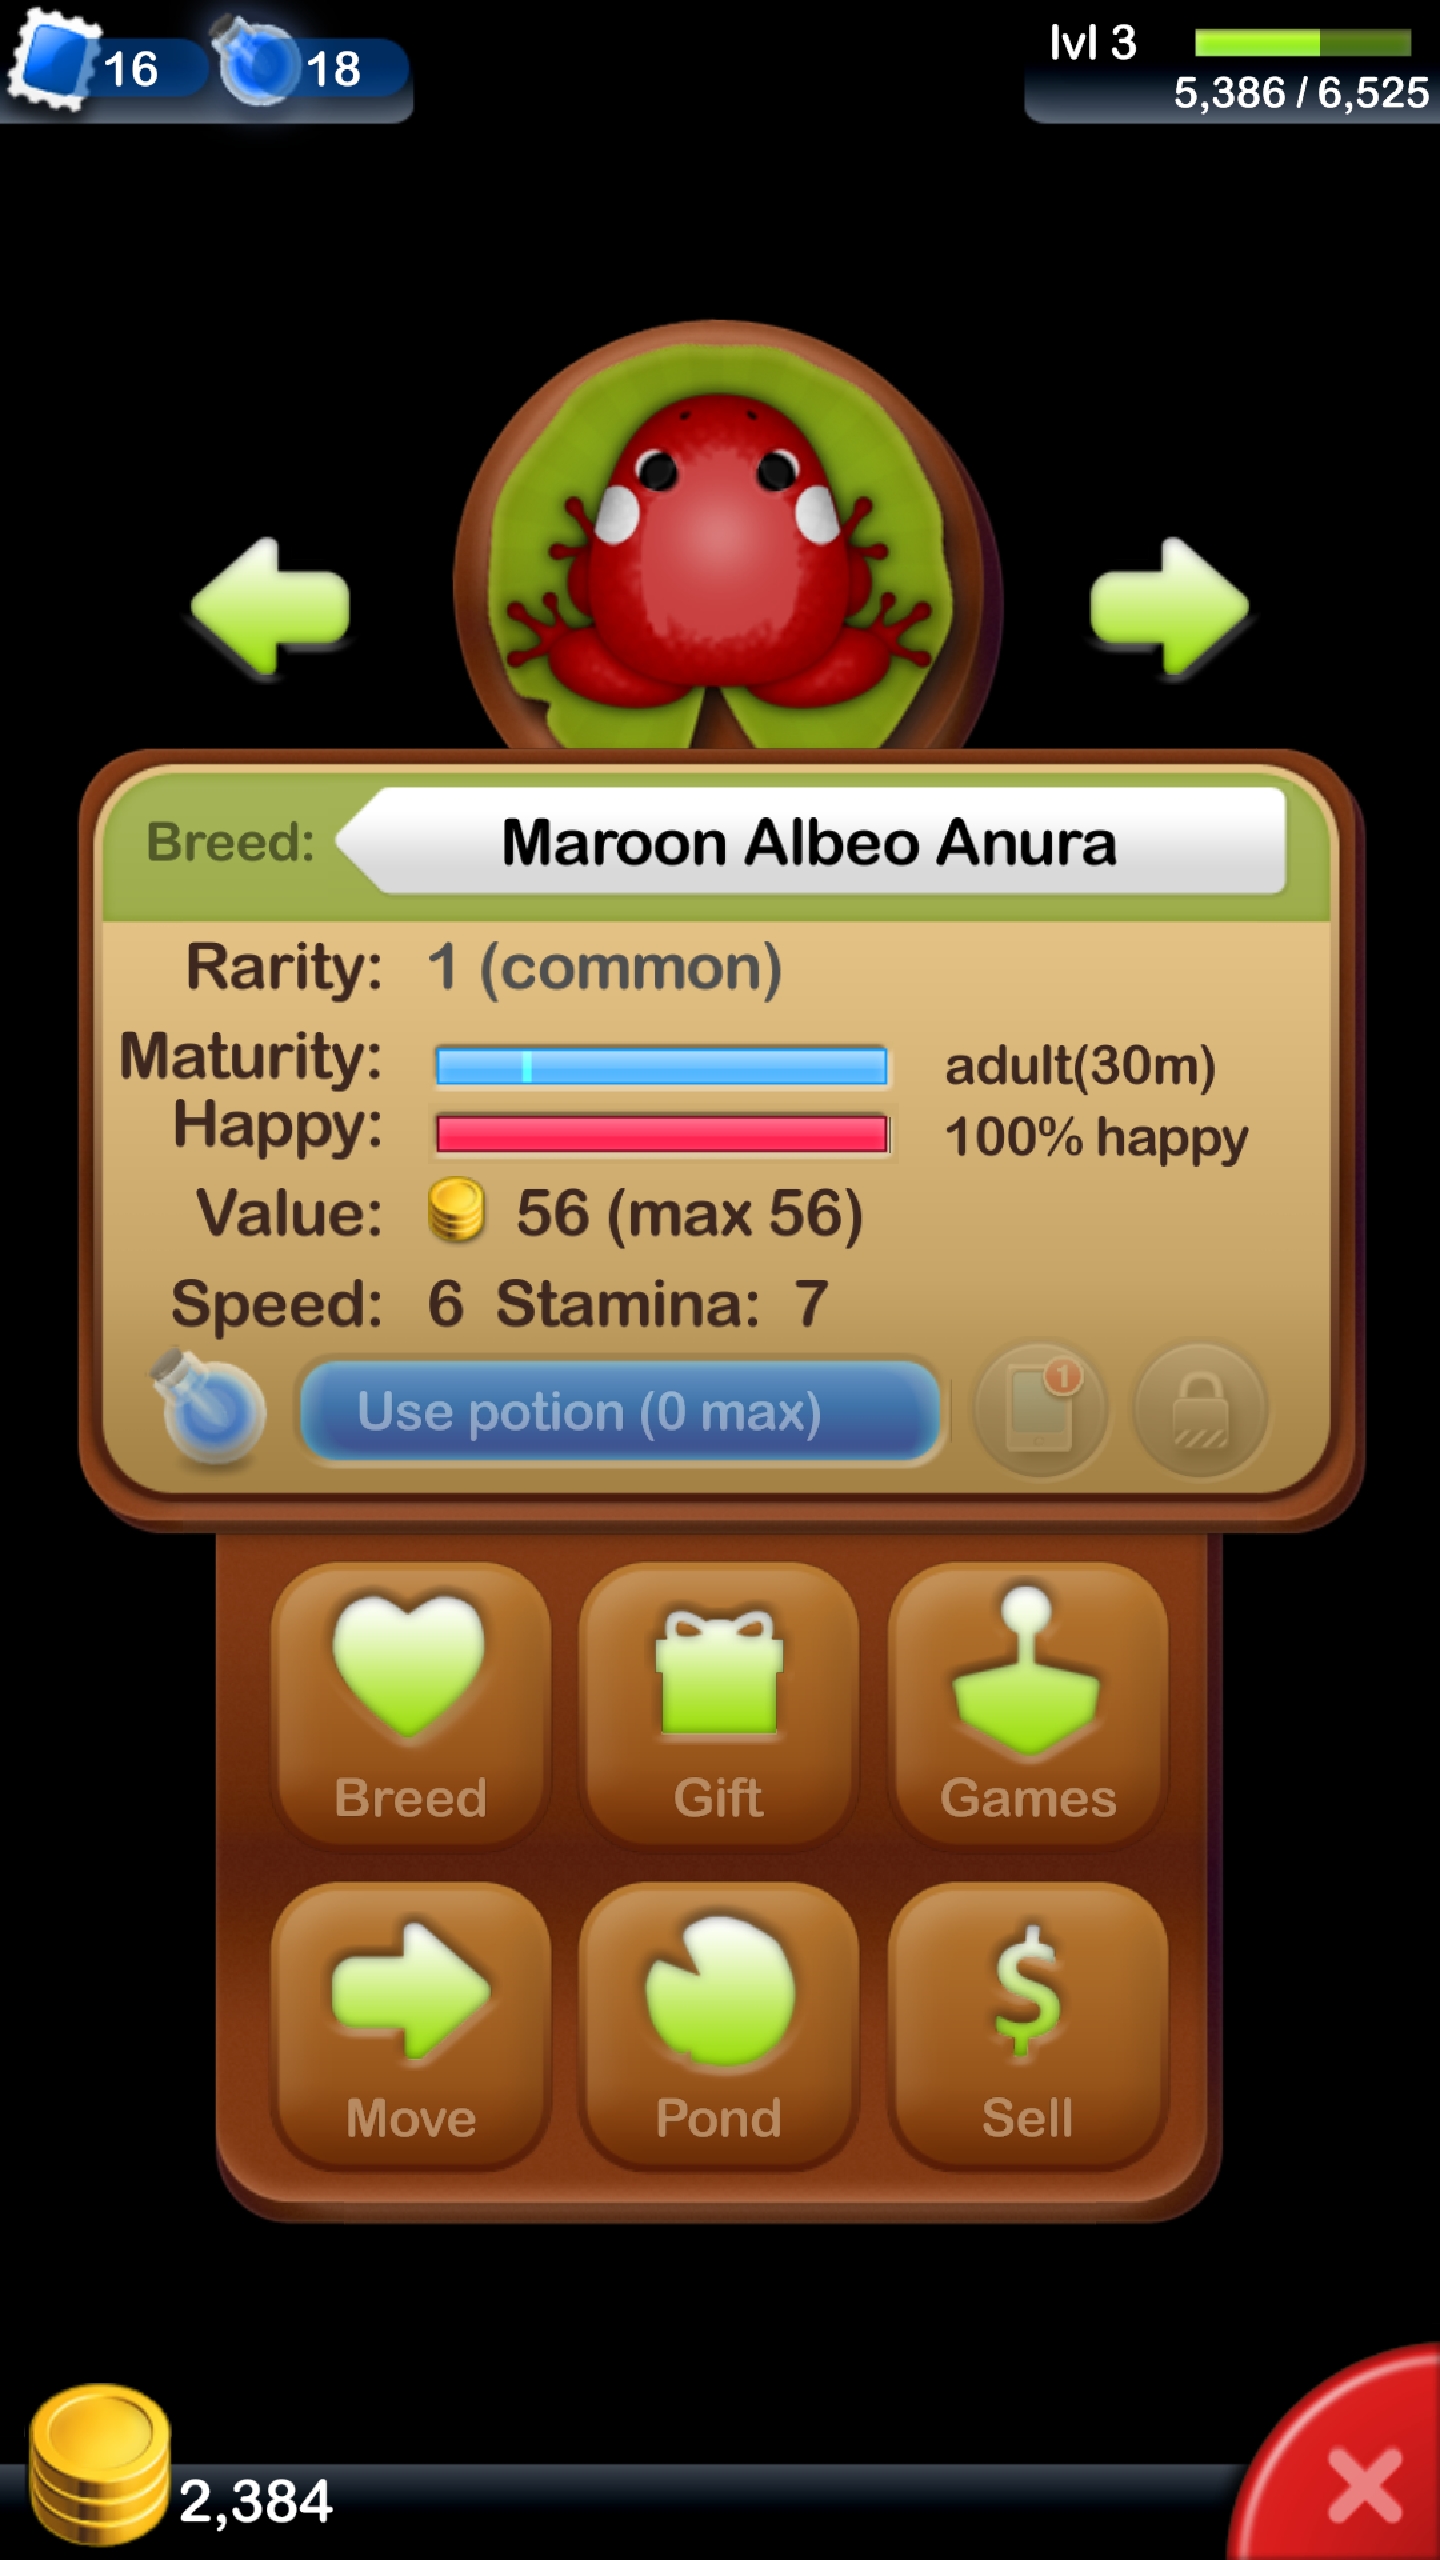 16 18 lvl 3
5,386 / 6,525
Breed: Maroon Albeo Anura
Rarity: 1 (common)
Maturity: adult(30m)
Happy: 100% happy
Value: 56 (max 56)
Speed: 6 Stamina: 7
Use potion (0 max) 1
Breed Gift Games
$
Move Pond Sell
2,384